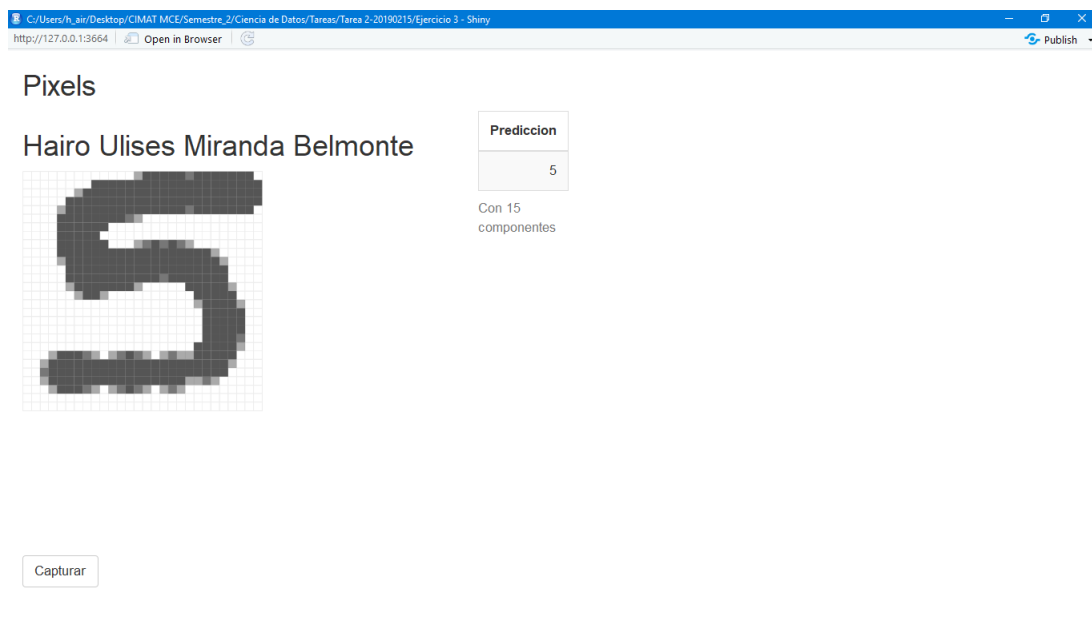 C:/Users/h_air/Desktop/CIMAT MCE/Semestre_2/Ciencia de Datos/Tareas/Tarea 2-20190215/Ejercicio 3 - Shiny
http://127.0.0.1:3664 Open in Browser Publish
Pixels
Hairo Ulises Miranda Belmonte
Prediccion
5
Con 15
componentes
5
Capturar